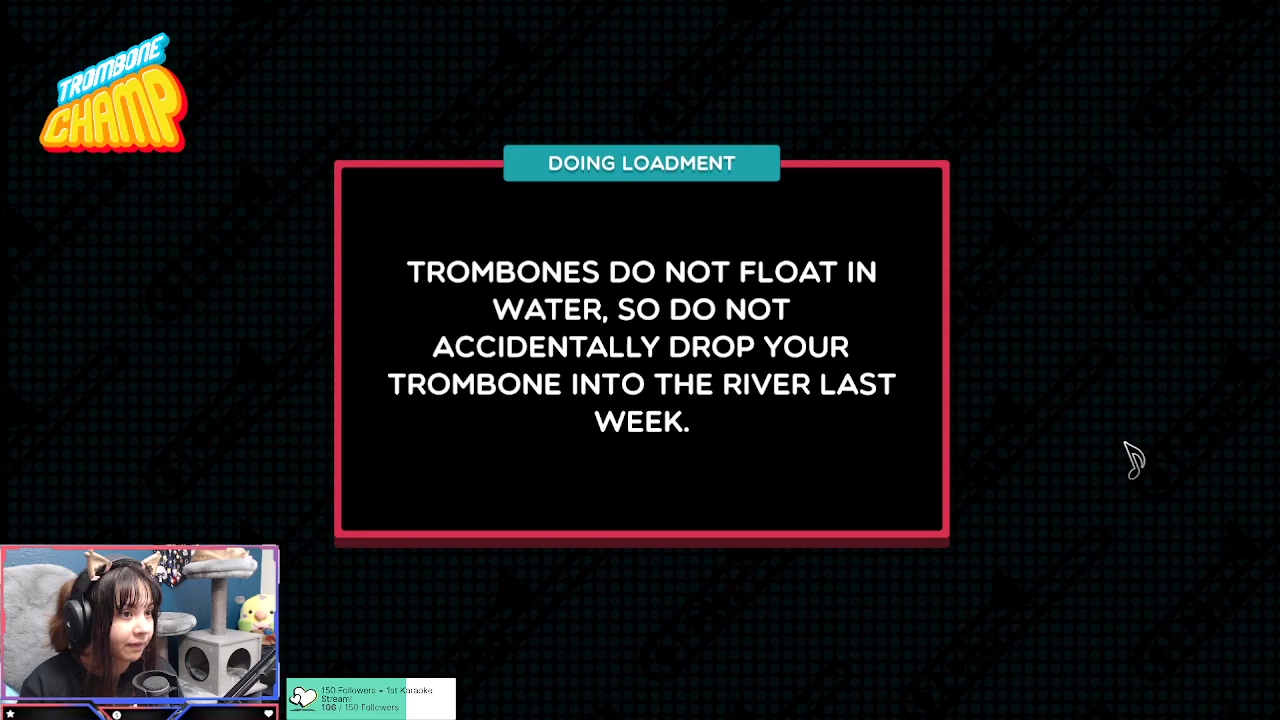 TROMBONE
CHAMP
DOING LOADMENT
TROMBONES DO NOT FLOAT IN
WATER, SO DO NOT
ACCIDENTALLY DROP YOUR
TROMBONE INTO THE RIVER LAST
WEEK.
150 Followers = 1st Karaoke
Stream!
106 / 150 Followers